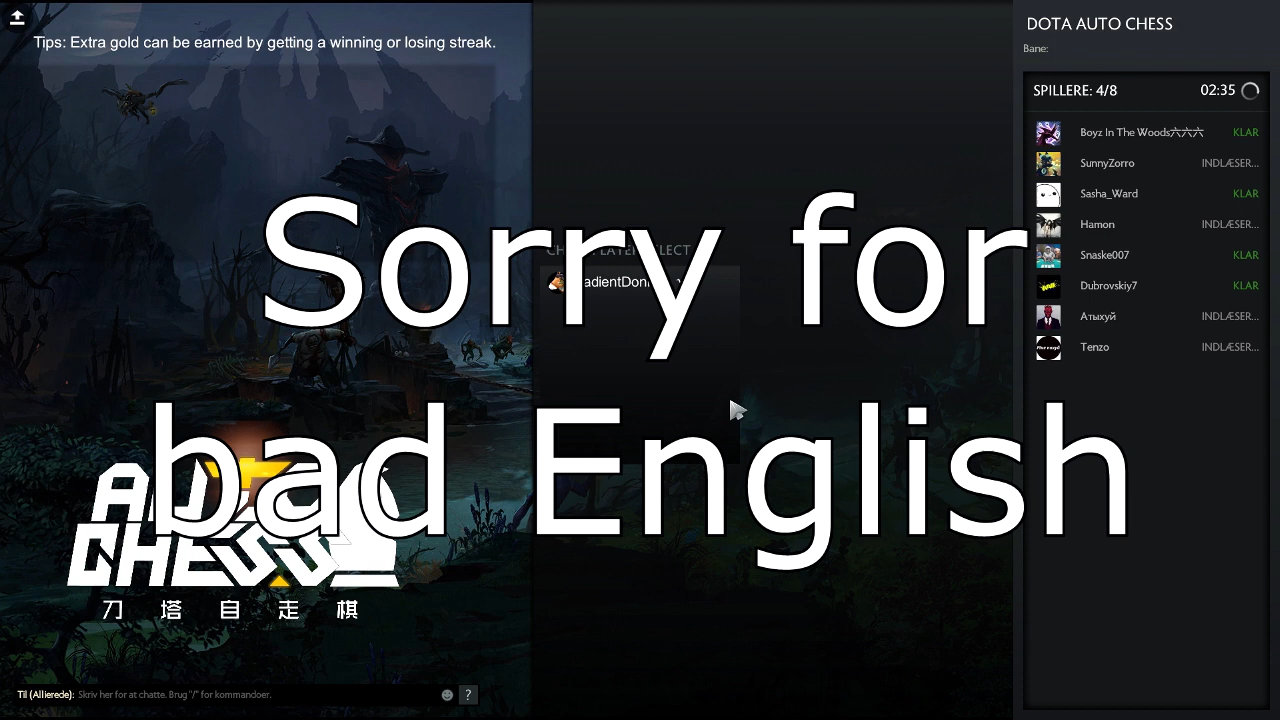 Tips: Extra gold can be earned by getting a winning or losing streak.
DOTA AUTO CHESS
Bane:
SPILLERE: 4/8 02:35
Boyz In The Woods六六六 KLAR
SunnyZorro INDLÆSER...
Sasha_Ward KLAR
Hamon INDLÆSER...
Snaske007 KLAR
Dubrovskiy7 KLAR
Атыхуй INDLÆSER...
Tenzo INDLÆSER...
Sorry for
bad English
CHESS
刀塔自走棋
Til (Allierede): Skriv her for at chatte. Brug "/" for kommandoer. ?